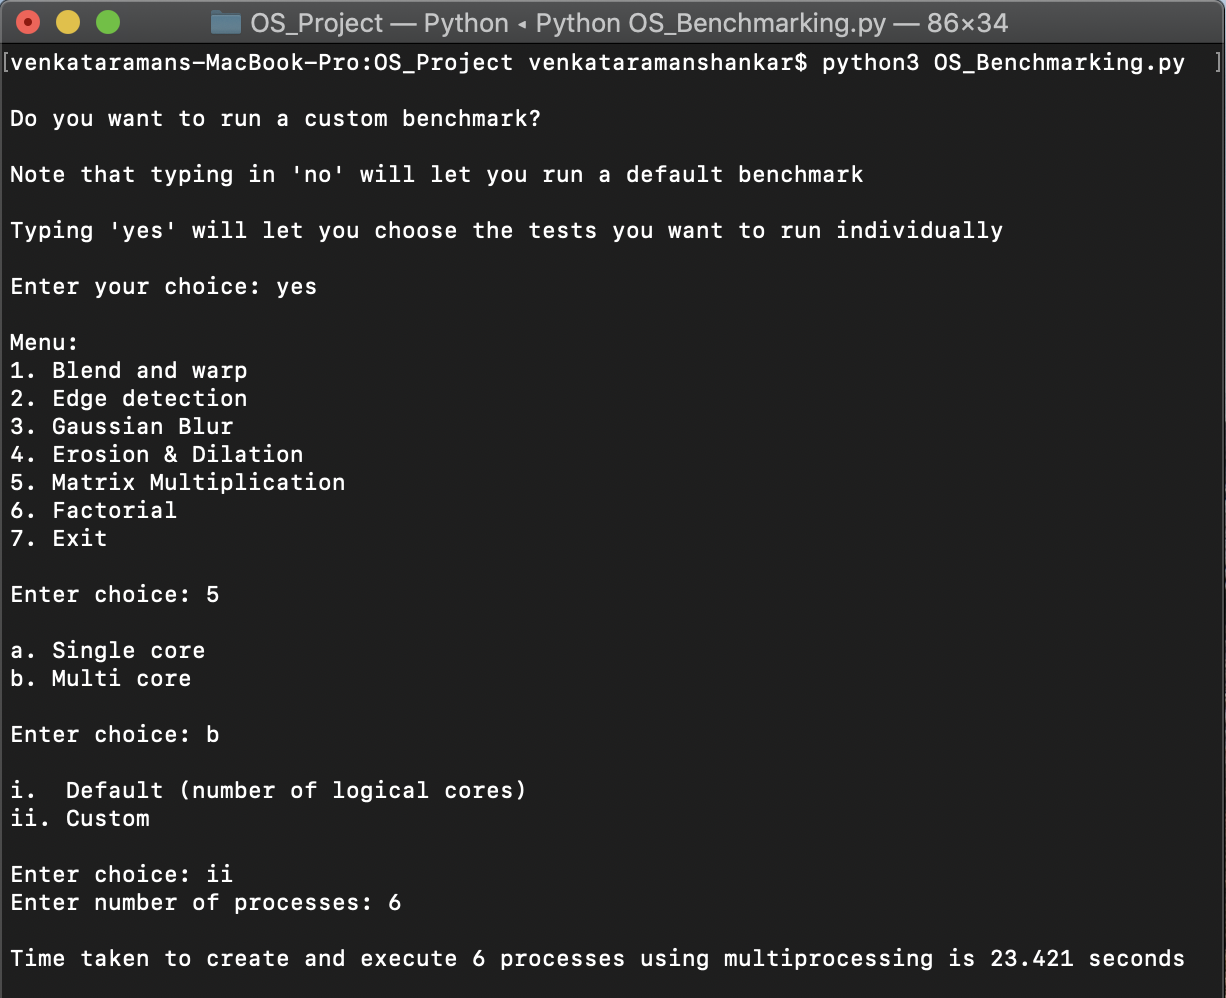 OS_Project — Python ◂ Python OS_Benchmarking.py — 86×34
[venkataramans-MacBook-Pro:OS_Project venkataramanshankar$ python3 OS_Benchmarking.py ]
Do you want to run a custom benchmark?
Note that typing in 'no' will let you run a default benchmark
Typing 'yes' will let you choose the tests you want to run individually
Enter your choice: yes
Menu:
1. Blend and warp
2. Edge detection
3. Gaussian Blur
4. Erosion & Dilation
5. Matrix Multiplication
6. Factorial
7. Exit
Enter choice: 5
a. Single core
b. Multi core
Enter choice: b
i.  Default (number of logical cores)
ii. Custom
Enter choice: ii
Enter number of processes: 6
Time taken to create and execute 6 processes using multiprocessing is 23.421 seconds